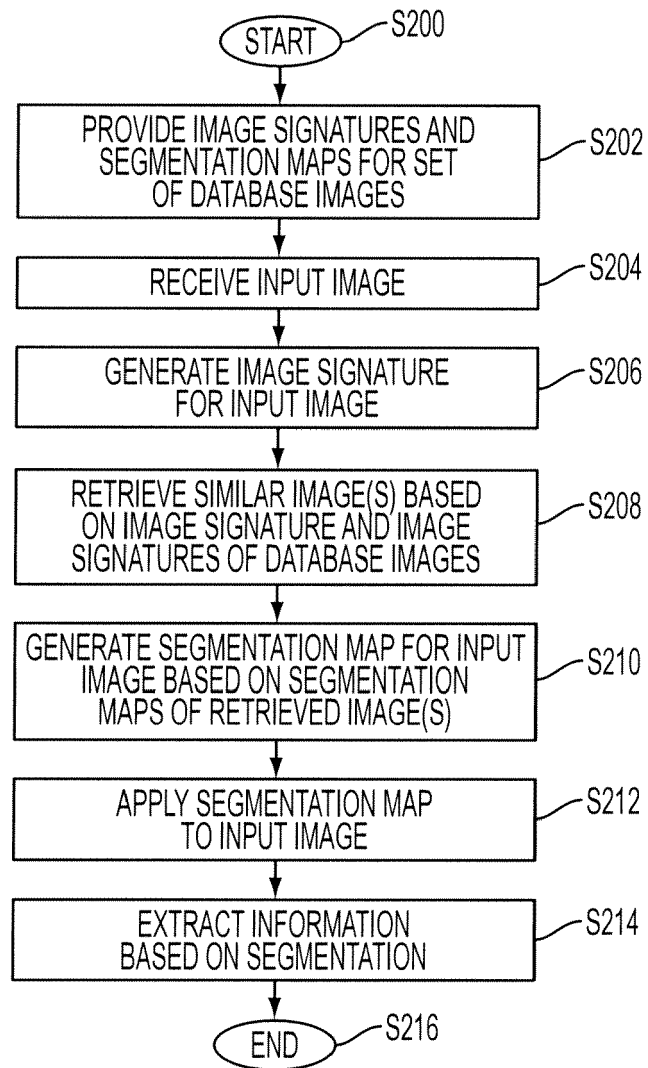 START
S200
PROVIDE IMAGE SIGNATURES AND
SEGMENTATION MAPS FOR SET
OF DATABASE IMAGES
S202
RECEIVE INPUT IMAGE
S204
GENERATE IMAGE SIGNATURE
FOR INPUT IMAGE
S206
RETRIEVE SIMILAR IMAGE(S) BASED
ON IMAGE SIGNATURE AND IMAGE
SIGNATURES OF DATABASE IMAGES
S208
GENERATE SEGMENTATION MAP FOR INPUT
IMAGE BASED ON SEGMENTATION
MAPS OF RETRIEVED IMAGE(S)
S210
APPLY SEGMENTATION MAP
TO INPUT IMAGE
S212
EXTRACT INFORMATION
BASED ON SEGMENTATION
S214
END
S216